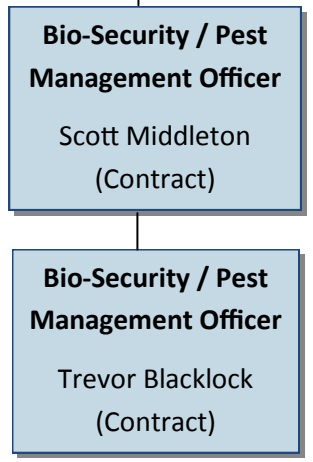 Bio-Security / Pest
Management Officer
Scott Middleton
(Contract)
Bio-Security / Pest
Management Officer
Trevor Blacklock
(Contract)